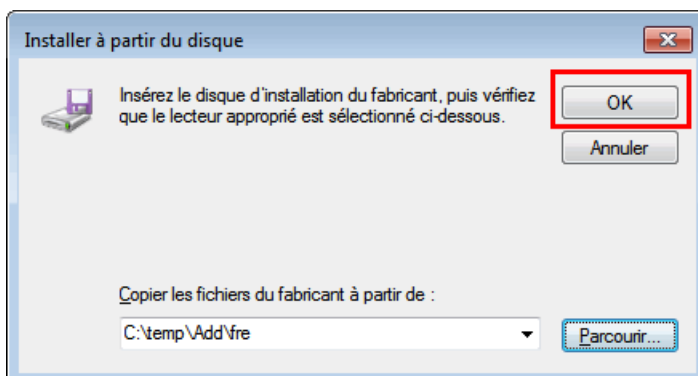 Installer à partir du disque
Insérez le disque d'installation du fabricant, puis vérifiez
que le lecteur approprié est sélectionné ci-dessous.
OK
Annuler
Copier les fichiers du fabricant à partir de :
C:\temp\Add\fre
Parcourir...